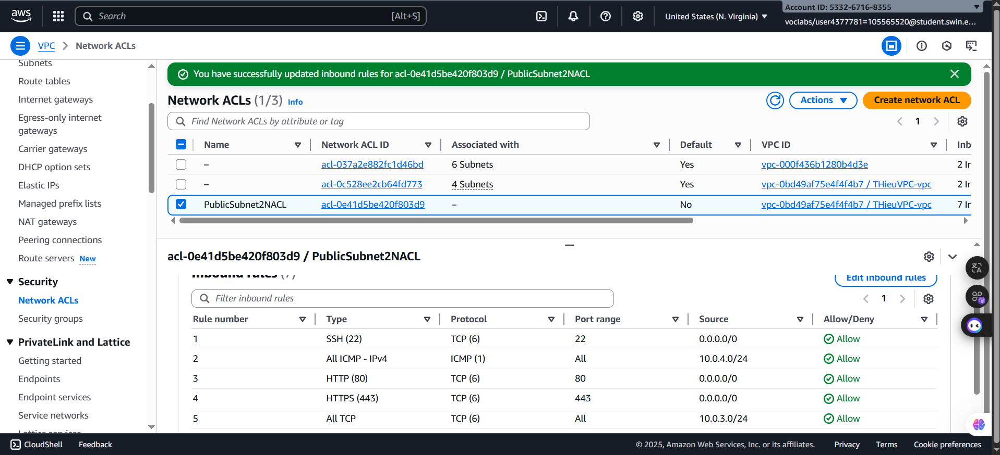 aws
Search
[Alt+S]
United States (N. Virginia)
Account ID: 5332-6716-8355
voclabs/user4377781=105565520@student.swin.e...
VPC
Network ACLs
Subnets
Route tables
Internet gateways
Egress-only internet
gateways
Carrier gateways
DHCP option sets
Elastic IPs
Managed prefix lists
NAT gateways
Peering connections
Route servers New
Security
Network ACLs
Security groups
PrivateLink and Lattice
Getting started
Endpoints
Endpoint services
Service networks
Lattice services
You have successfully updated inbound rules for acl-0e41d5be420f803d9 / PublicSubnet2NACL
Network ACLs (1/3) Info
Actions
Create network ACL
Find Network ACLs by attribute or tag
1
Name Network ACL ID Associated with Default VPC ID Inb
– acl-037a2e882fc1d46bd 6 Subnets Yes vpc-000f436b1280b4d3e 2 In
– acl-0c528ee2cb64fd773 4 Subnets Yes vpc-0bd49af75e4f4f4b7 / THieuVPC-vpc 2 In
PublicSubnet2NACL acl-0e41d5be420f803d9 – No vpc-0bd49af75e4f4f4b7 / THieuVPC-vpc 7 In
acl-0e41d5be420f803d9 / PublicSubnet2NACL
Inbound rules (7)
Edit inbound rules
Filter inbound rules
1
Rule number Type Protocol Port range Source Allow/Deny
1 SSH (22) TCP (6) 22 0.0.0.0/0 Allow
2 All ICMP - IPv4 ICMP (1) All 10.0.4.0/24 Allow
3 HTTP (80) TCP (6) 80 0.0.0.0/0 Allow
4 HTTPS (443) TCP (6) 443 0.0.0.0/0 Allow
5 All TCP TCP (6) All 10.0.3.0/24 Allow
CloudShell
Feedback
© 2025, Amazon Web Services, Inc. or its affiliates.
Privacy
Terms
Cookie preferences